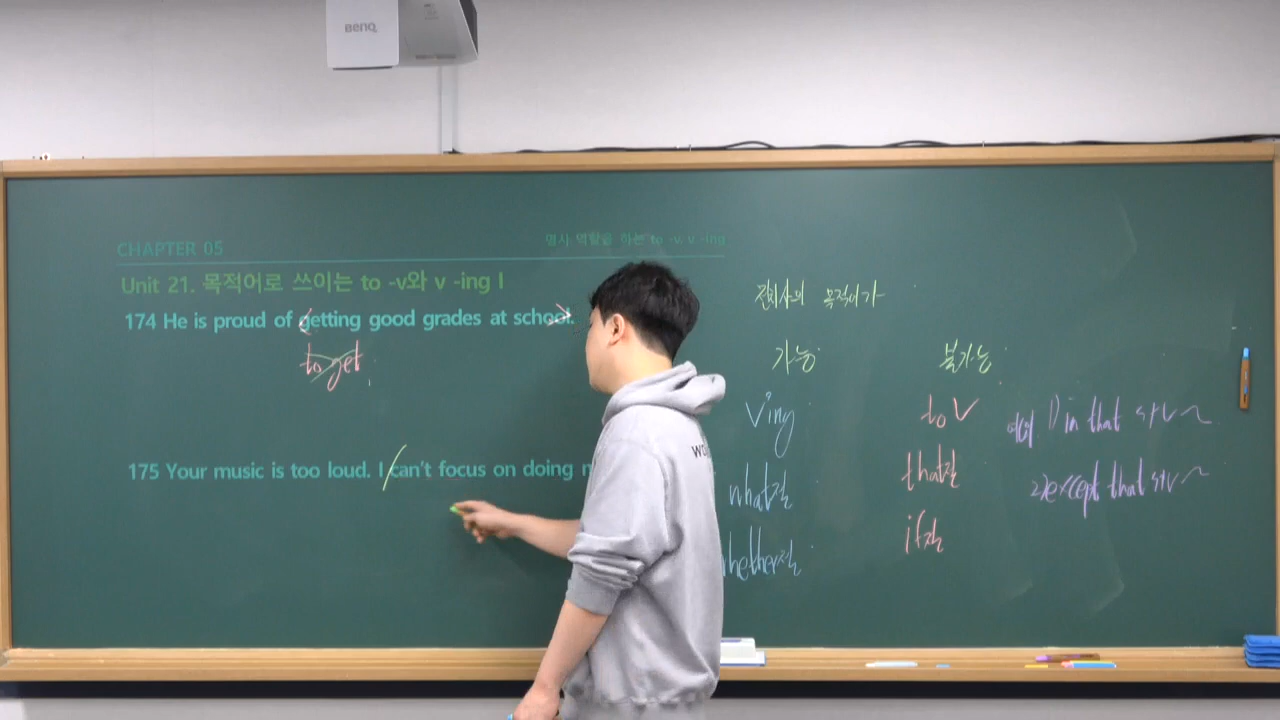 BenQ
CHAPTER 05
명사 역할을 하는 to -v, v -ing
Unit 21. 목적어로 쓰이는 to -v와 v -ing I
174 He is proud of getting good grades at school.
to get
175 Your music is too loud. I can't focus on doing
전치사의 목적어가
가능 불가능
Ving to V
what절 that절
whether절 if절
예외 1) in that S+V~
2) except that S+V~